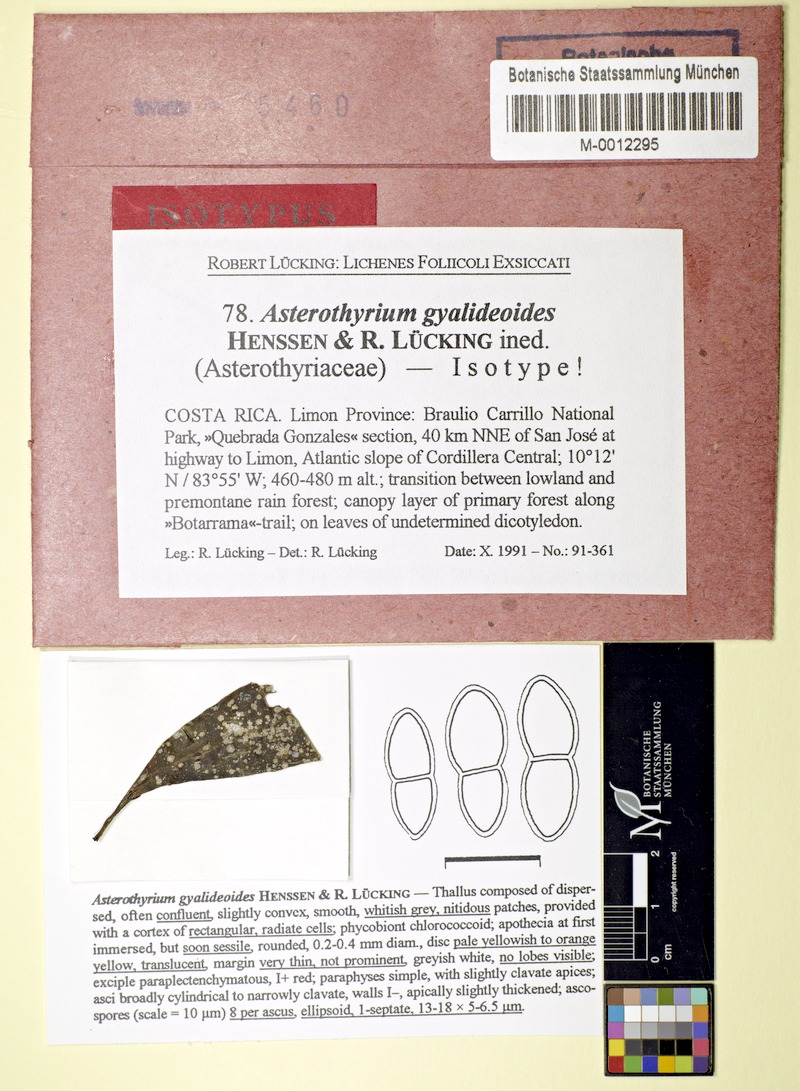 Botanische
Botanische Staatssammlung München
5460
M-0012295
ISOTYPUS
ROBERT LÜCKING: LICHENES FOLIICOLI EXSICCATI
78. Asterothyrium gyalideoides
HENSSEN & R. LÜCKING ined.
(Asterothyriaceae) — Isotype!
COSTA RICA. Limon Province: Braulio Carrillo National
Park, »Quebrada Gonzales« section, 40 km NNE of San José at
highway to Limon, Atlantic slope of Cordillera Central; 10°12'
N / 83°55' W; 460-480 m alt.; transition between lowland and
premontane rain forest; canopy layer of primary forest along
»Botarrama«-trail; on leaves of undetermined dicotyledon.
Leg.: R. Lücking – Det.: R. Lücking Date: X. 1991 – No.: 91-361
Asterothyrium gyalideoides HENSSEN & R. LÜCKING — Thallus composed of disper-
sed, often confluent, slightly convex, smooth, whitish grey, nitidous patches, provided
with a cortex of rectangular, radiate cells; phycobiont chlorococcoid; apothecia at first
immersed, but soon sessile, rounded, 0.2-0.4 mm diam., disc pale yellowish to orange
yellow, translucent, margin very thin, not prominent, greyish white, no lobes visible;
exciple paraplectenchymatous, I+ red; paraphyses simple, with slightly clavate apices;
asci broadly cylindrical to narrowly clavate, walls I–, apically slightly thickened; asco-
spores (scale = 10 µm) 8 per ascus, ellipsoid, 1-septate, 13-18 × 5-6.5 µm.
BOTANISCHE
STAATSSAMMLUNG
MÜNCHEN
M
copyright reserved
0 1 2
cm